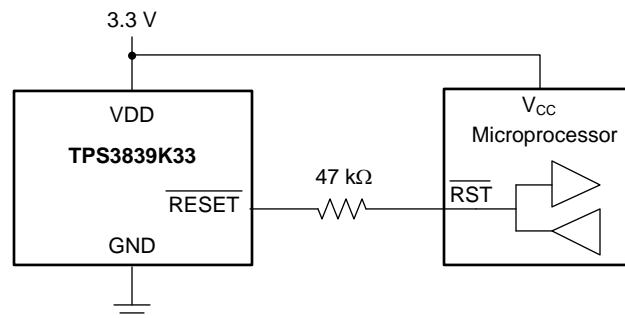 3.3 V
VDD
TPS3839K33
RESET
GND
47 kΩ
VCC
Microprocessor
RST